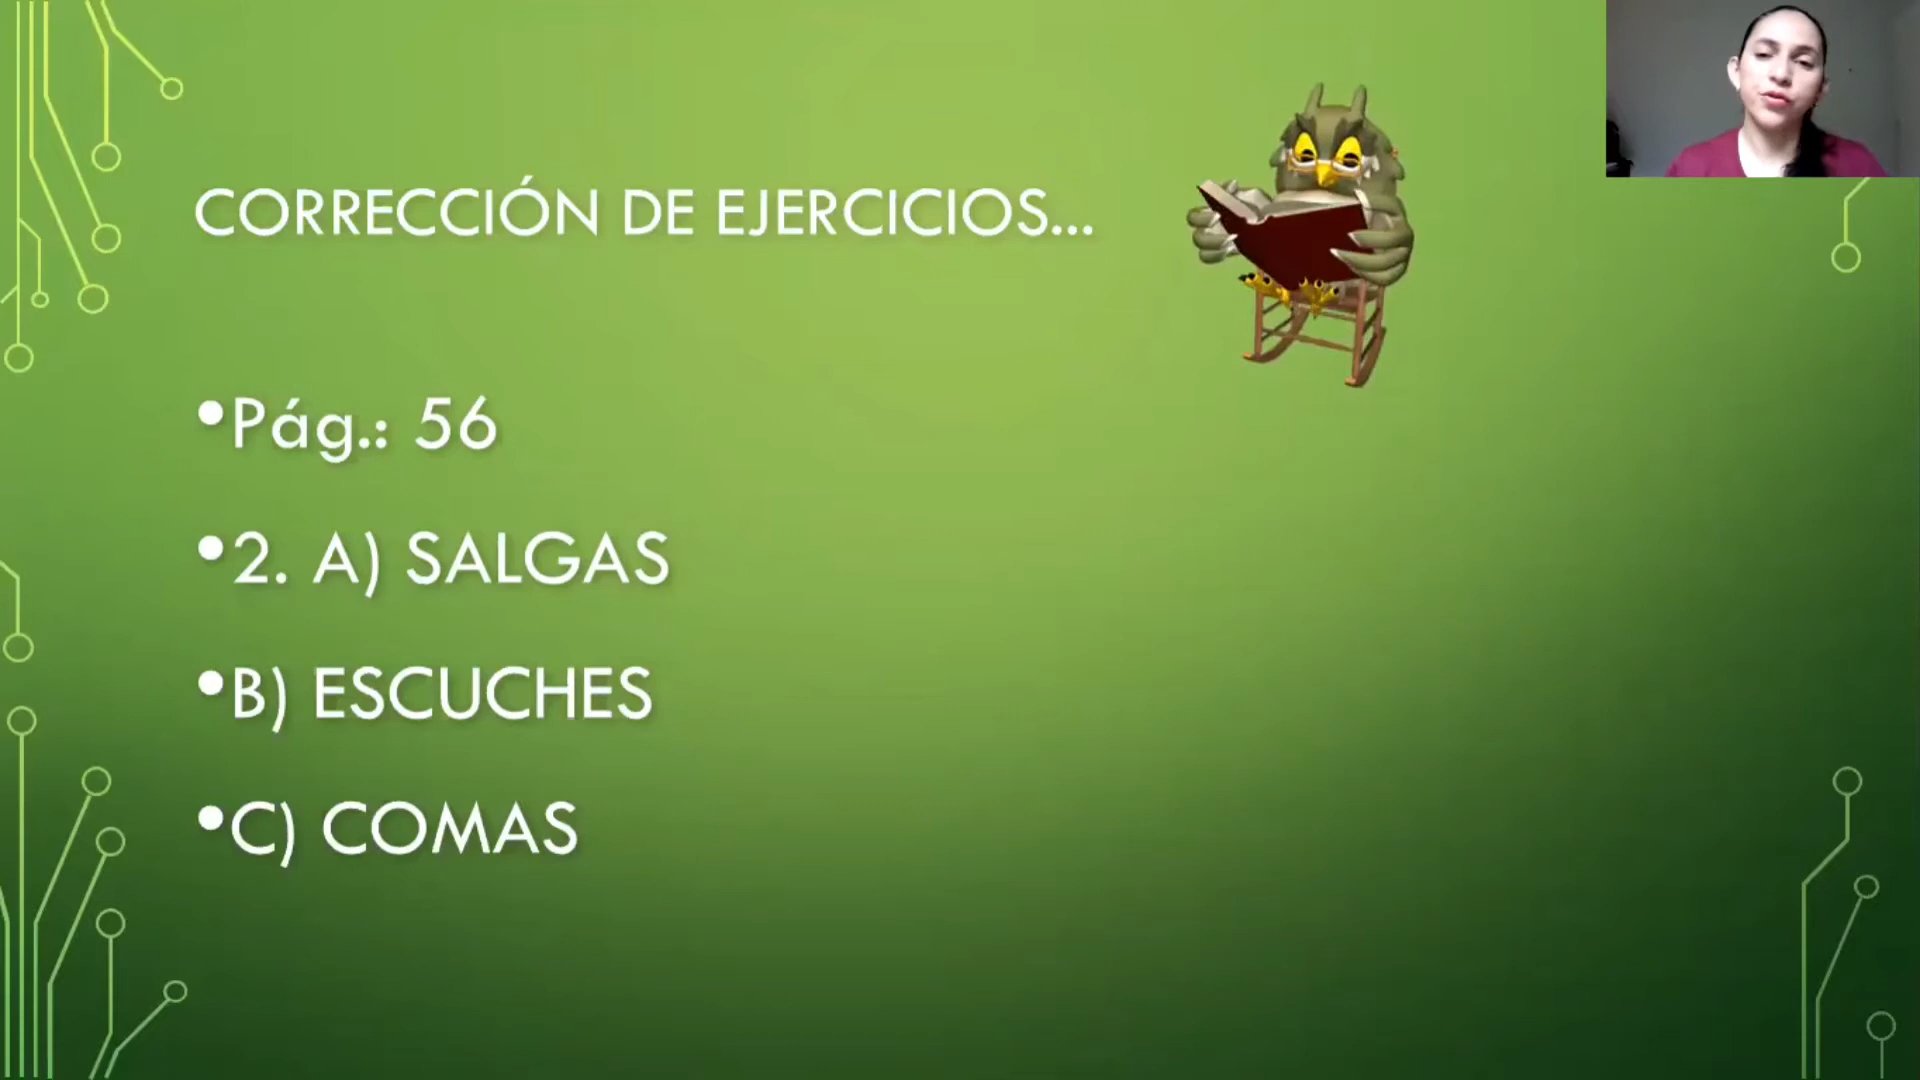 CORRECCIÓN DE EJERCICIOS...
•Pág.: 56
•2. A) SALGAS
•B) ESCUCHES
•C) COMAS